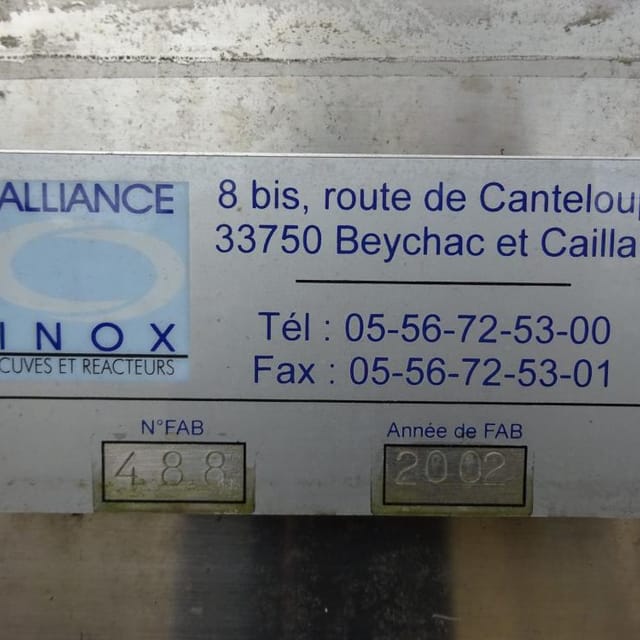 ALLIANCE
INOX
CUVES ET REACTEURS
8 bis, route de Canteloup
33750 Beychac et Cailla
Tél : 05-56-72-53-00
Fax : 05-56-72-53-01
N°FAB
488
Année de FAB
2002